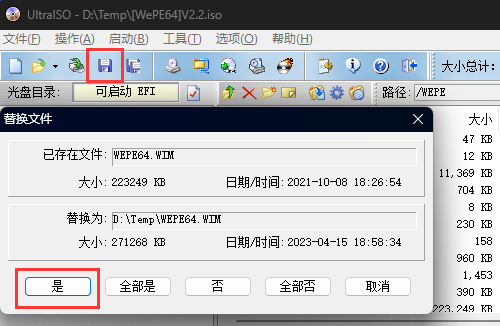 UltraISO - D:\Temp\[WePE64]V2.2.iso
文件(F) 操作(A) 启动(B) 工具(T) 选项(O) 帮助(H)
大小总计:
光盘目录: 可启动 EFI 路径: /WEPE
替换文件
大小
47 KB
已存在文件: WEPE64.WIM
12 KB
11,369 KB
大小: 223249 KB 日期/时间: 2021-10-08 18:26:54
704 KB
8 KB
替换为: D:\Temp\WEPE64.WIM
230 KB
大小: 271268 KB 日期/时间: 2023-04-15 18:58:34
158
960 KB
是 全部是 否 全部否 取消
1,453
390 KB
223,249 KB